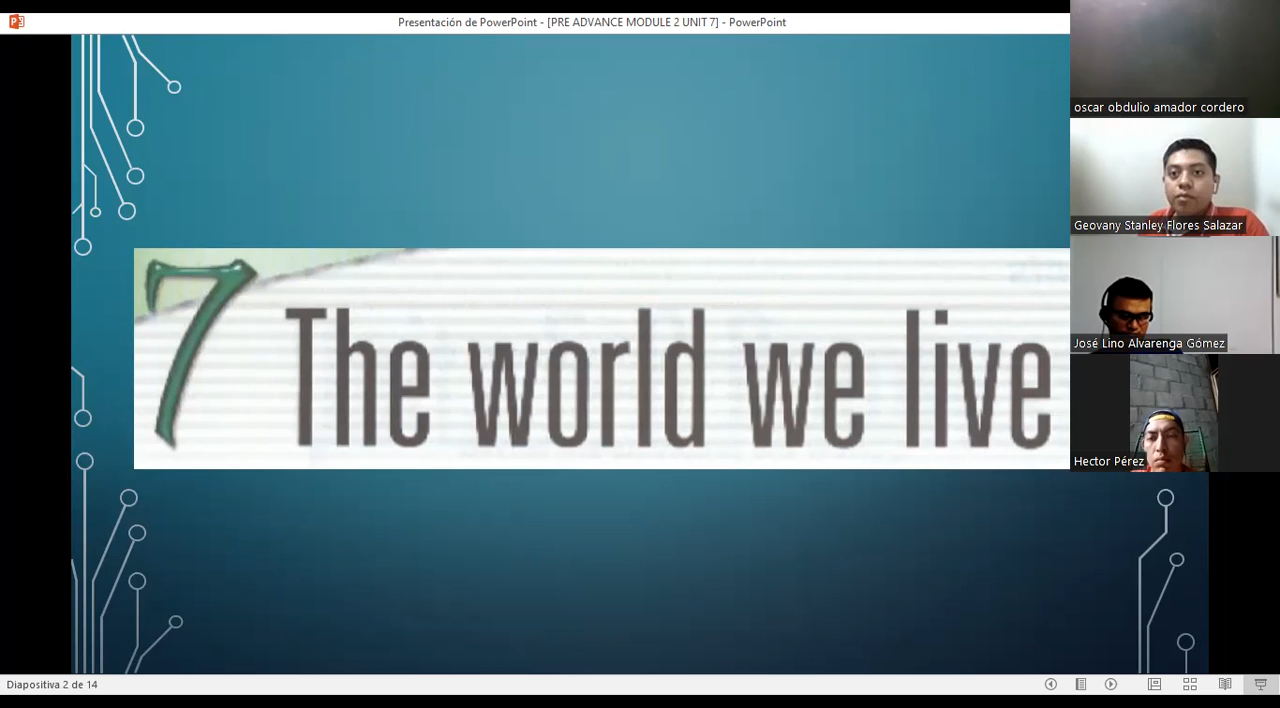 Presentación de PowerPoint - [PRE ADVANCE MODULE 2 UNIT 7] - PowerPoint
oscar obdulio amador cordero
Geovany Stanley Flores Salazar
7 The world we live
José Lino Alvarenga Gómez
Hector Pérez
Diapositiva 2 de 14